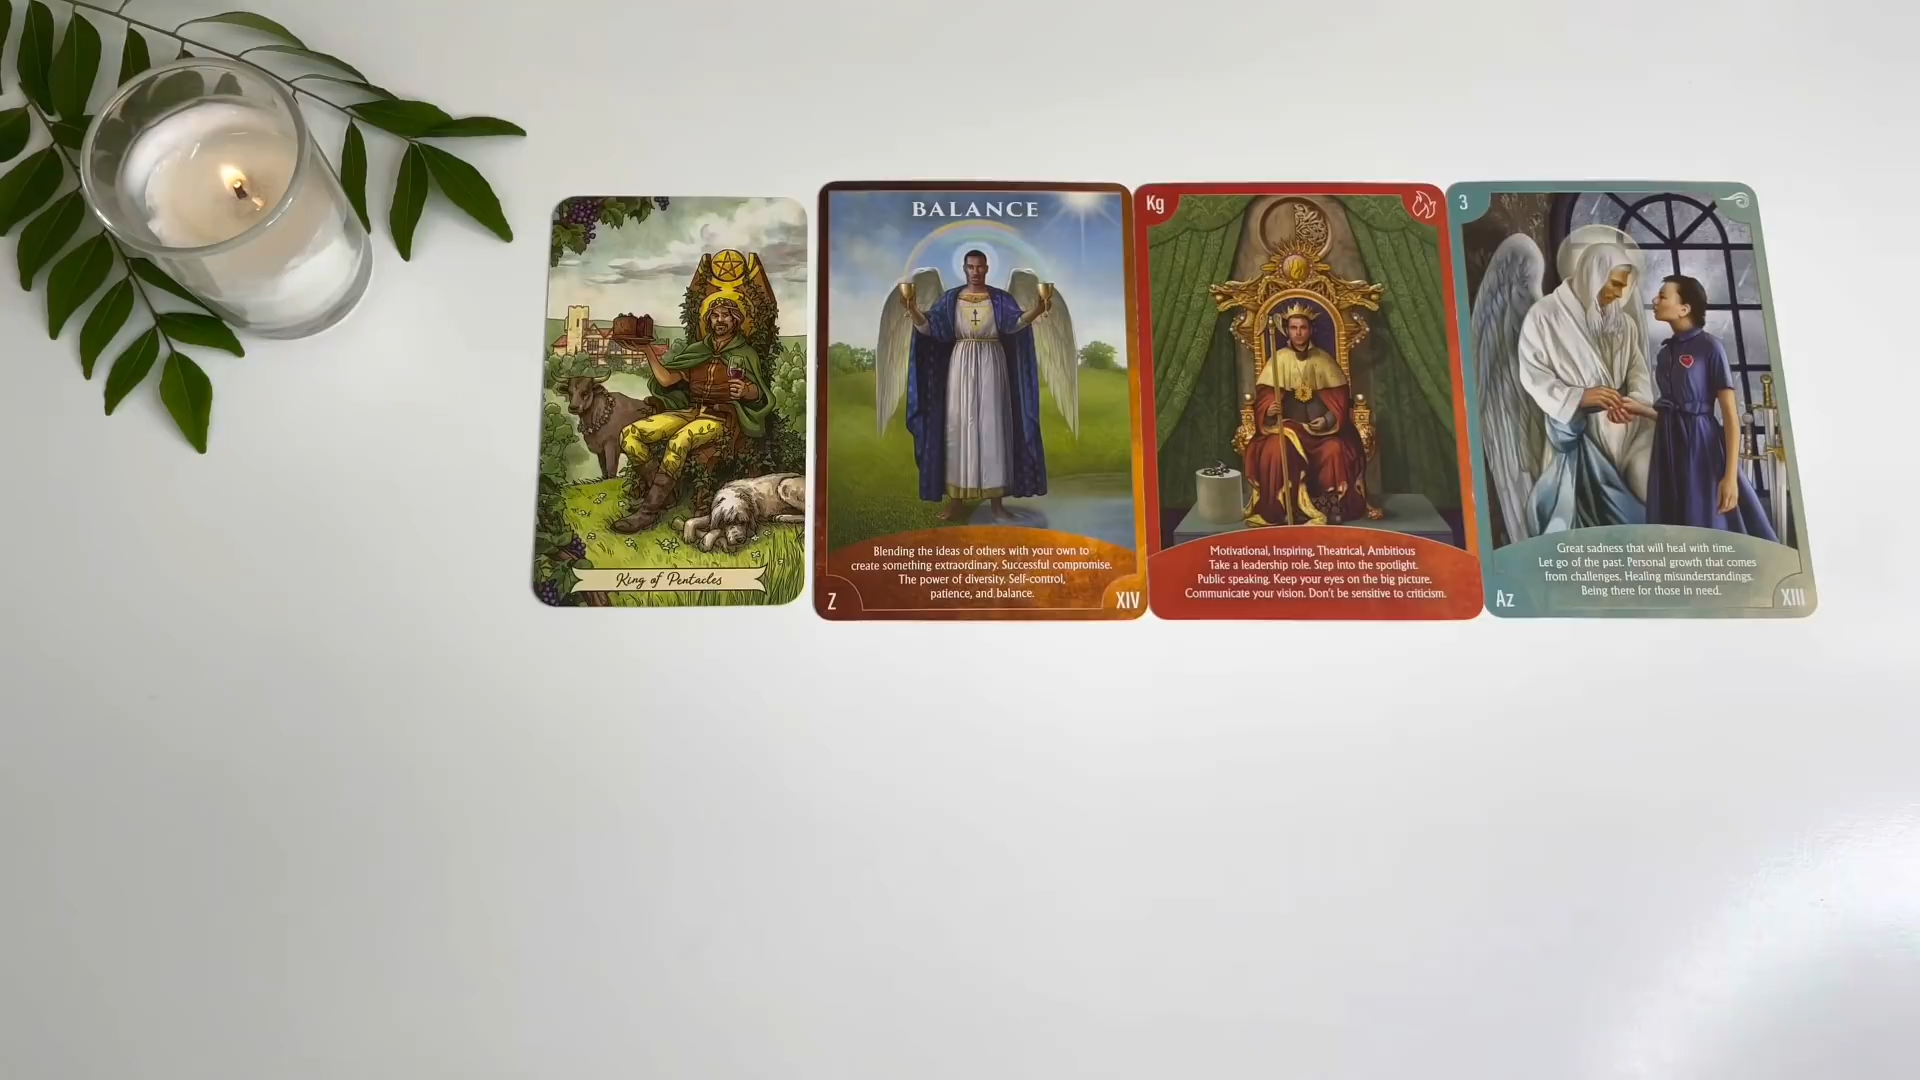 King of Pentacles
BALANCE
Blending the ideas of others with your own to
create something extraordinary. Successful compromise.
The power of diversity. Self-control,
patience, and balance.
Z
XIV
Kg
Motivational, Inspiring, Theatrical, Ambitious
Take a leadership role. Step into the spotlight.
Public speaking. Keep your eyes on the big picture.
Communicate your vision. Don't be sensitive to criticism.
3
Great sadness that will heal with time.
Let go of the past. Personal growth that comes
from challenges. Healing misunderstandings.
Being there for those in need.
Az
XIII